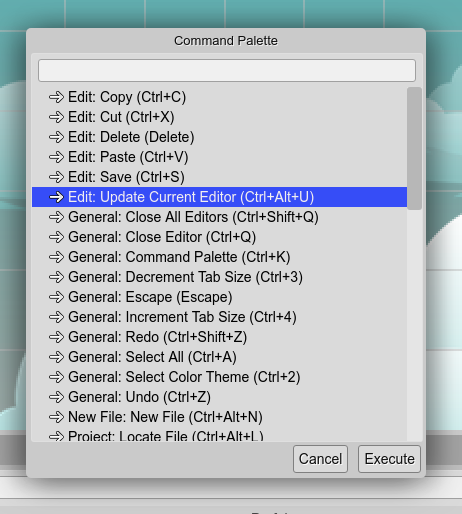 Command Palette
Edit: Copy (Ctrl+C)
Edit: Cut (Ctrl+X)
Edit: Delete (Delete)
Edit: Paste (Ctrl+V)
Edit: Save (Ctrl+S)
Edit: Update Current Editor (Ctrl+Alt+U)
General: Close All Editors (Ctrl+Shift+Q)
General: Close Editor (Ctrl+Q)
General: Command Palette (Ctrl+K)
General: Decrement Tab Size (Ctrl+3)
General: Escape (Escape)
General: Increment Tab Size (Ctrl+4)
General: Redo (Ctrl+Shift+Z)
General: Select All (Ctrl+A)
General: Select Color Theme (Ctrl+2)
General: Undo (Ctrl+Z)
New File: New File (Ctrl+Alt+N)
Project: Locate File (Ctrl+Alt+L)
Cancel Execute